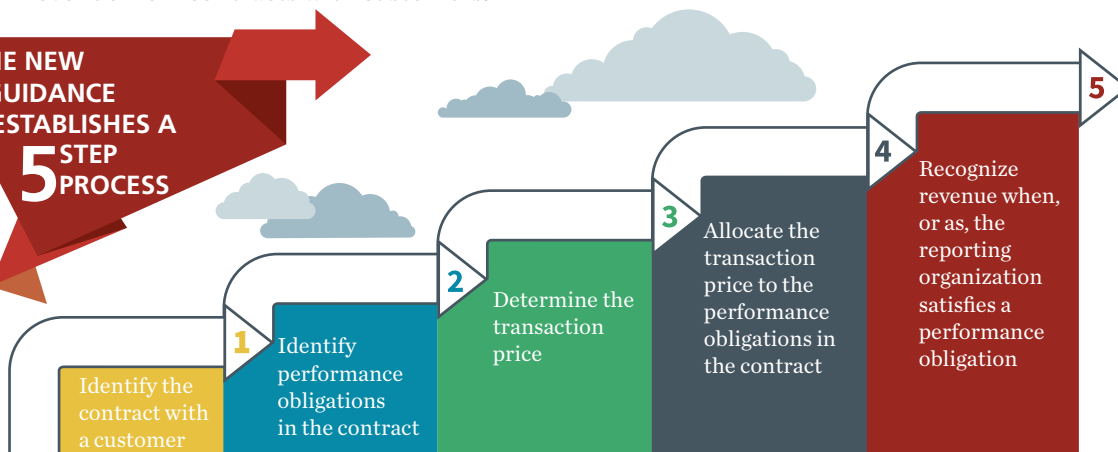 NEW
GUIDANCE
ESTABLISHES A
5 STEP
PROCESS
1
Identify the
contract with
a customer
2
Identify
performance
obligations
in the contract
3
Determine the
transaction
price
4
Allocate the
transaction
price to the
performance
obligations in
the contract
5
Recognize
revenue when,
or as, the
reporting
organization
satisfies a
performance
obligation